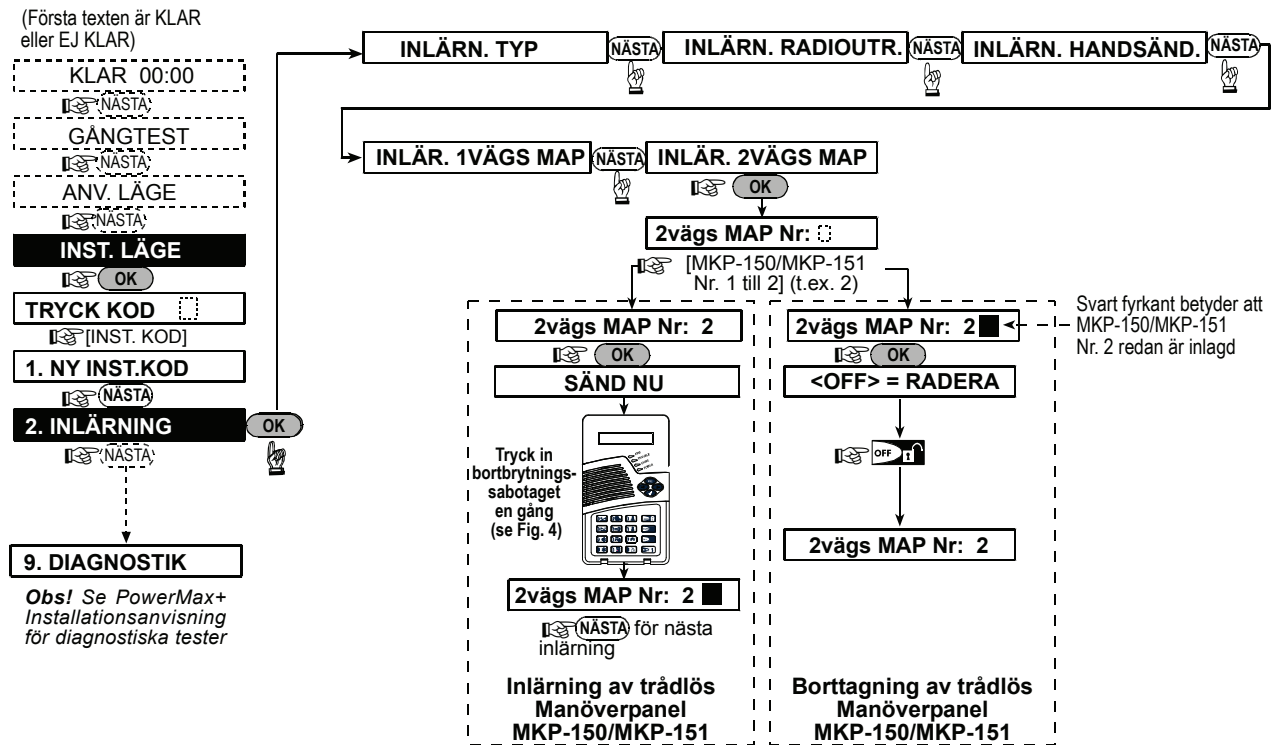 (Första texten är KLAR
eller EJ KLAR)
KLAR 00:00
NÄSTA
GÅNGTEST
NÄSTA
ANV. LÄGE
NÄSTA
INST. LÄGE
OK
TRYCK KOD
[INST. KOD]
1. NY INST.KOD
NÄSTA
2. INLÄRNING
OK
NÄSTA
9. DIAGNOSTIK
Obs! Se PowerMax+
Installationsanvisning
för diagnostiska tester
INLÄRN. TYP
NÄSTA
INLÄRN. RADIOUTR.
NÄSTA
INLÄRN. HANDSÄND.
NÄSTA
INLÄR. 1VÄGS MAP
NÄSTA
INLÄR. 2VÄGS MAP
OK
2vägs MAP Nr:
[MKP-150/MKP-151
Nr. 1 till 2] (t.ex. 2)
2vägs MAP Nr: 2
OK
SÄND NU
Tryck in
bortbrytnings-
sabotaget
en gång
(se Fig. 4)
2vägs MAP Nr: 2
NÄSTA för nästa
inlärning
Inlärning av trådlös
Manöverpanel
MKP-150/MKP-151
2vägs MAP Nr: 2
Svart fyrkant betyder att
MKP-150/MKP-151
Nr. 2 redan är inlagd
OK
<OFF> = RADERA
OFF
2vägs MAP Nr: 2
Borttagning av trådlös
Manöverpanel
MKP-150/MKP-151